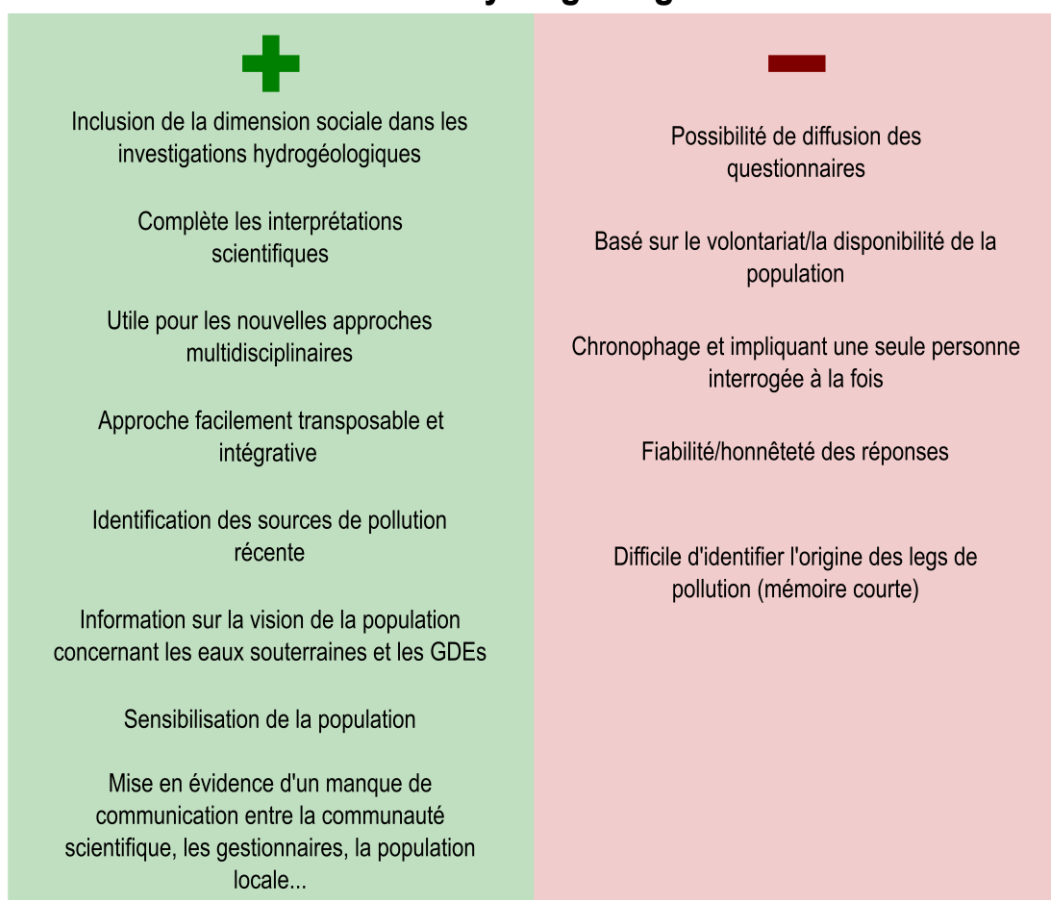 Inclusion de la dimension sociale dans les
investigations hydrogéologiques
Complète les interprétations
scientifiques
Utile pour les nouvelles approches
multidisciplinaires
Approche facilement transposable et
intégrative
Identification des sources de pollution
récente
Information sur la vision de la population
concernant les eaux souterraines et les GDEs
Sensibilisation de la population
Mise en évidence d'un manque de
communication entre la communauté
scientifique, les gestionnaires, la population
locale...
Possibilité de diffusion des
questionnaires
Basé sur le volontariat/la disponibilité de la
population
Chronophage et impliquant une seule personne
interrogée à la fois
Fiabilité/honnêteté des réponses
Difficile d'identifier l'origine des legs de
pollution (mémoire courte)